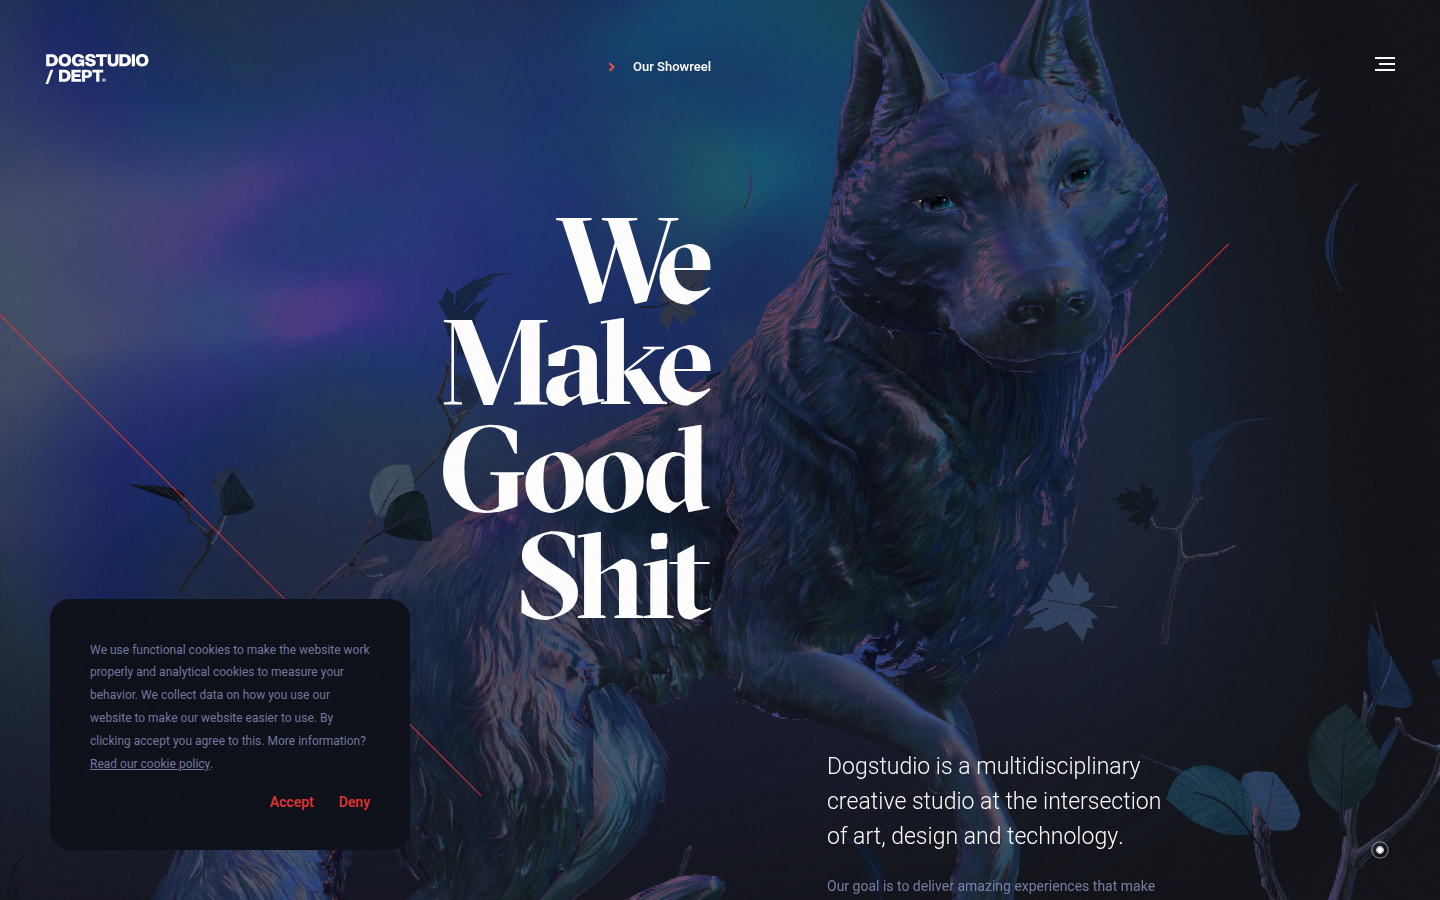 DOGSTUDIO
/ DEPT.
Our Showreel
We
Make
Good
Shit
We use functional cookies to make the website work
properly and analytical cookies to measure your
behavior. We collect data on how you use our
website to make our website easier to use. By
clicking accept you agree to this. More information?
Read our cookie policy.
Accept Deny
Dogstudio is a multidisciplinary
creative studio at the intersection
of art, design and technology.
Our goal is to deliver amazing experiences that make